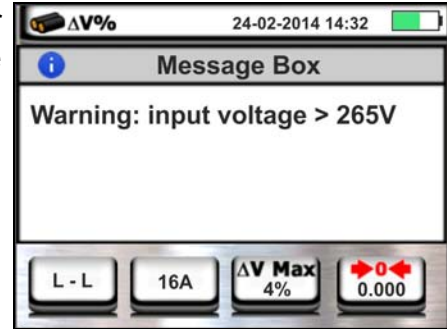 ΔV% 24-02-2014 14:32
Message Box
Warning: input voltage > 265V
L - L 16A ΔV Max 4% 0 0.000